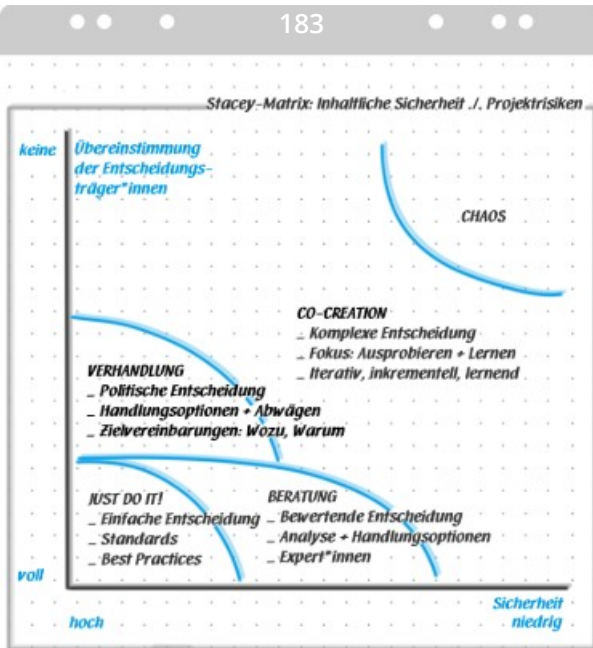 183
Stacey-Matrix: Inhaltliche Sicherheit ./. Projektrisiken
keine
Übereinstimmung
der Entscheidungs-
träger*innen
CHAOS
CO-CREATION
_ Komplexe Entscheidung
_ Fokus: Ausprobieren + Lernen
_ Iterativ, inkrementell, lernend
VERHANDLUNG
_ Politische Entscheidung
_ Handlungsoptionen + Abwägen
_ Zielvereinbarungen: Wozu, Warum
JUST DO IT!
_ Einfache Entscheidung
_ Standards
_ Best Practices
BERATUNG
_ Bewertende Entscheidung
_ Analyse + Handlungsoptionen
_ Expert*innen
voll
hoch
Sicherheit
niedrig